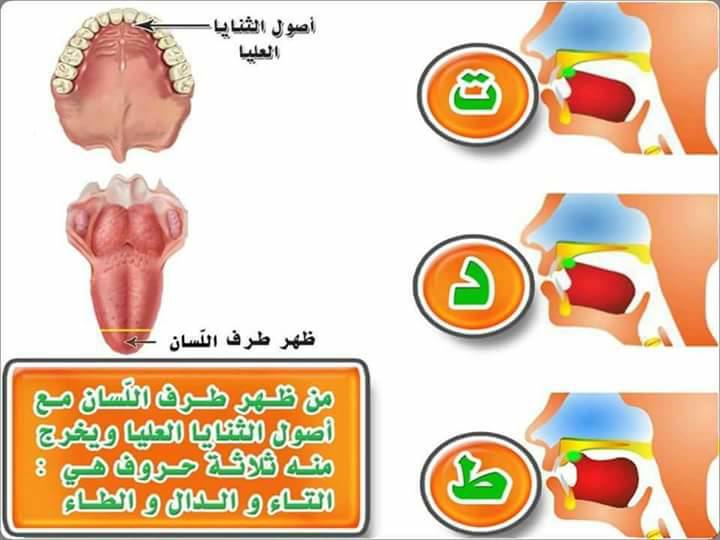 أصول الثنايا
العليا
ت
د
ظهر طرف اللّسان
من ظهر طرف اللّسان مع
أصول الثنايا العليا ويخرج
منه ثلاثة حروف هي :
التاء و الدال و الطاء
ط